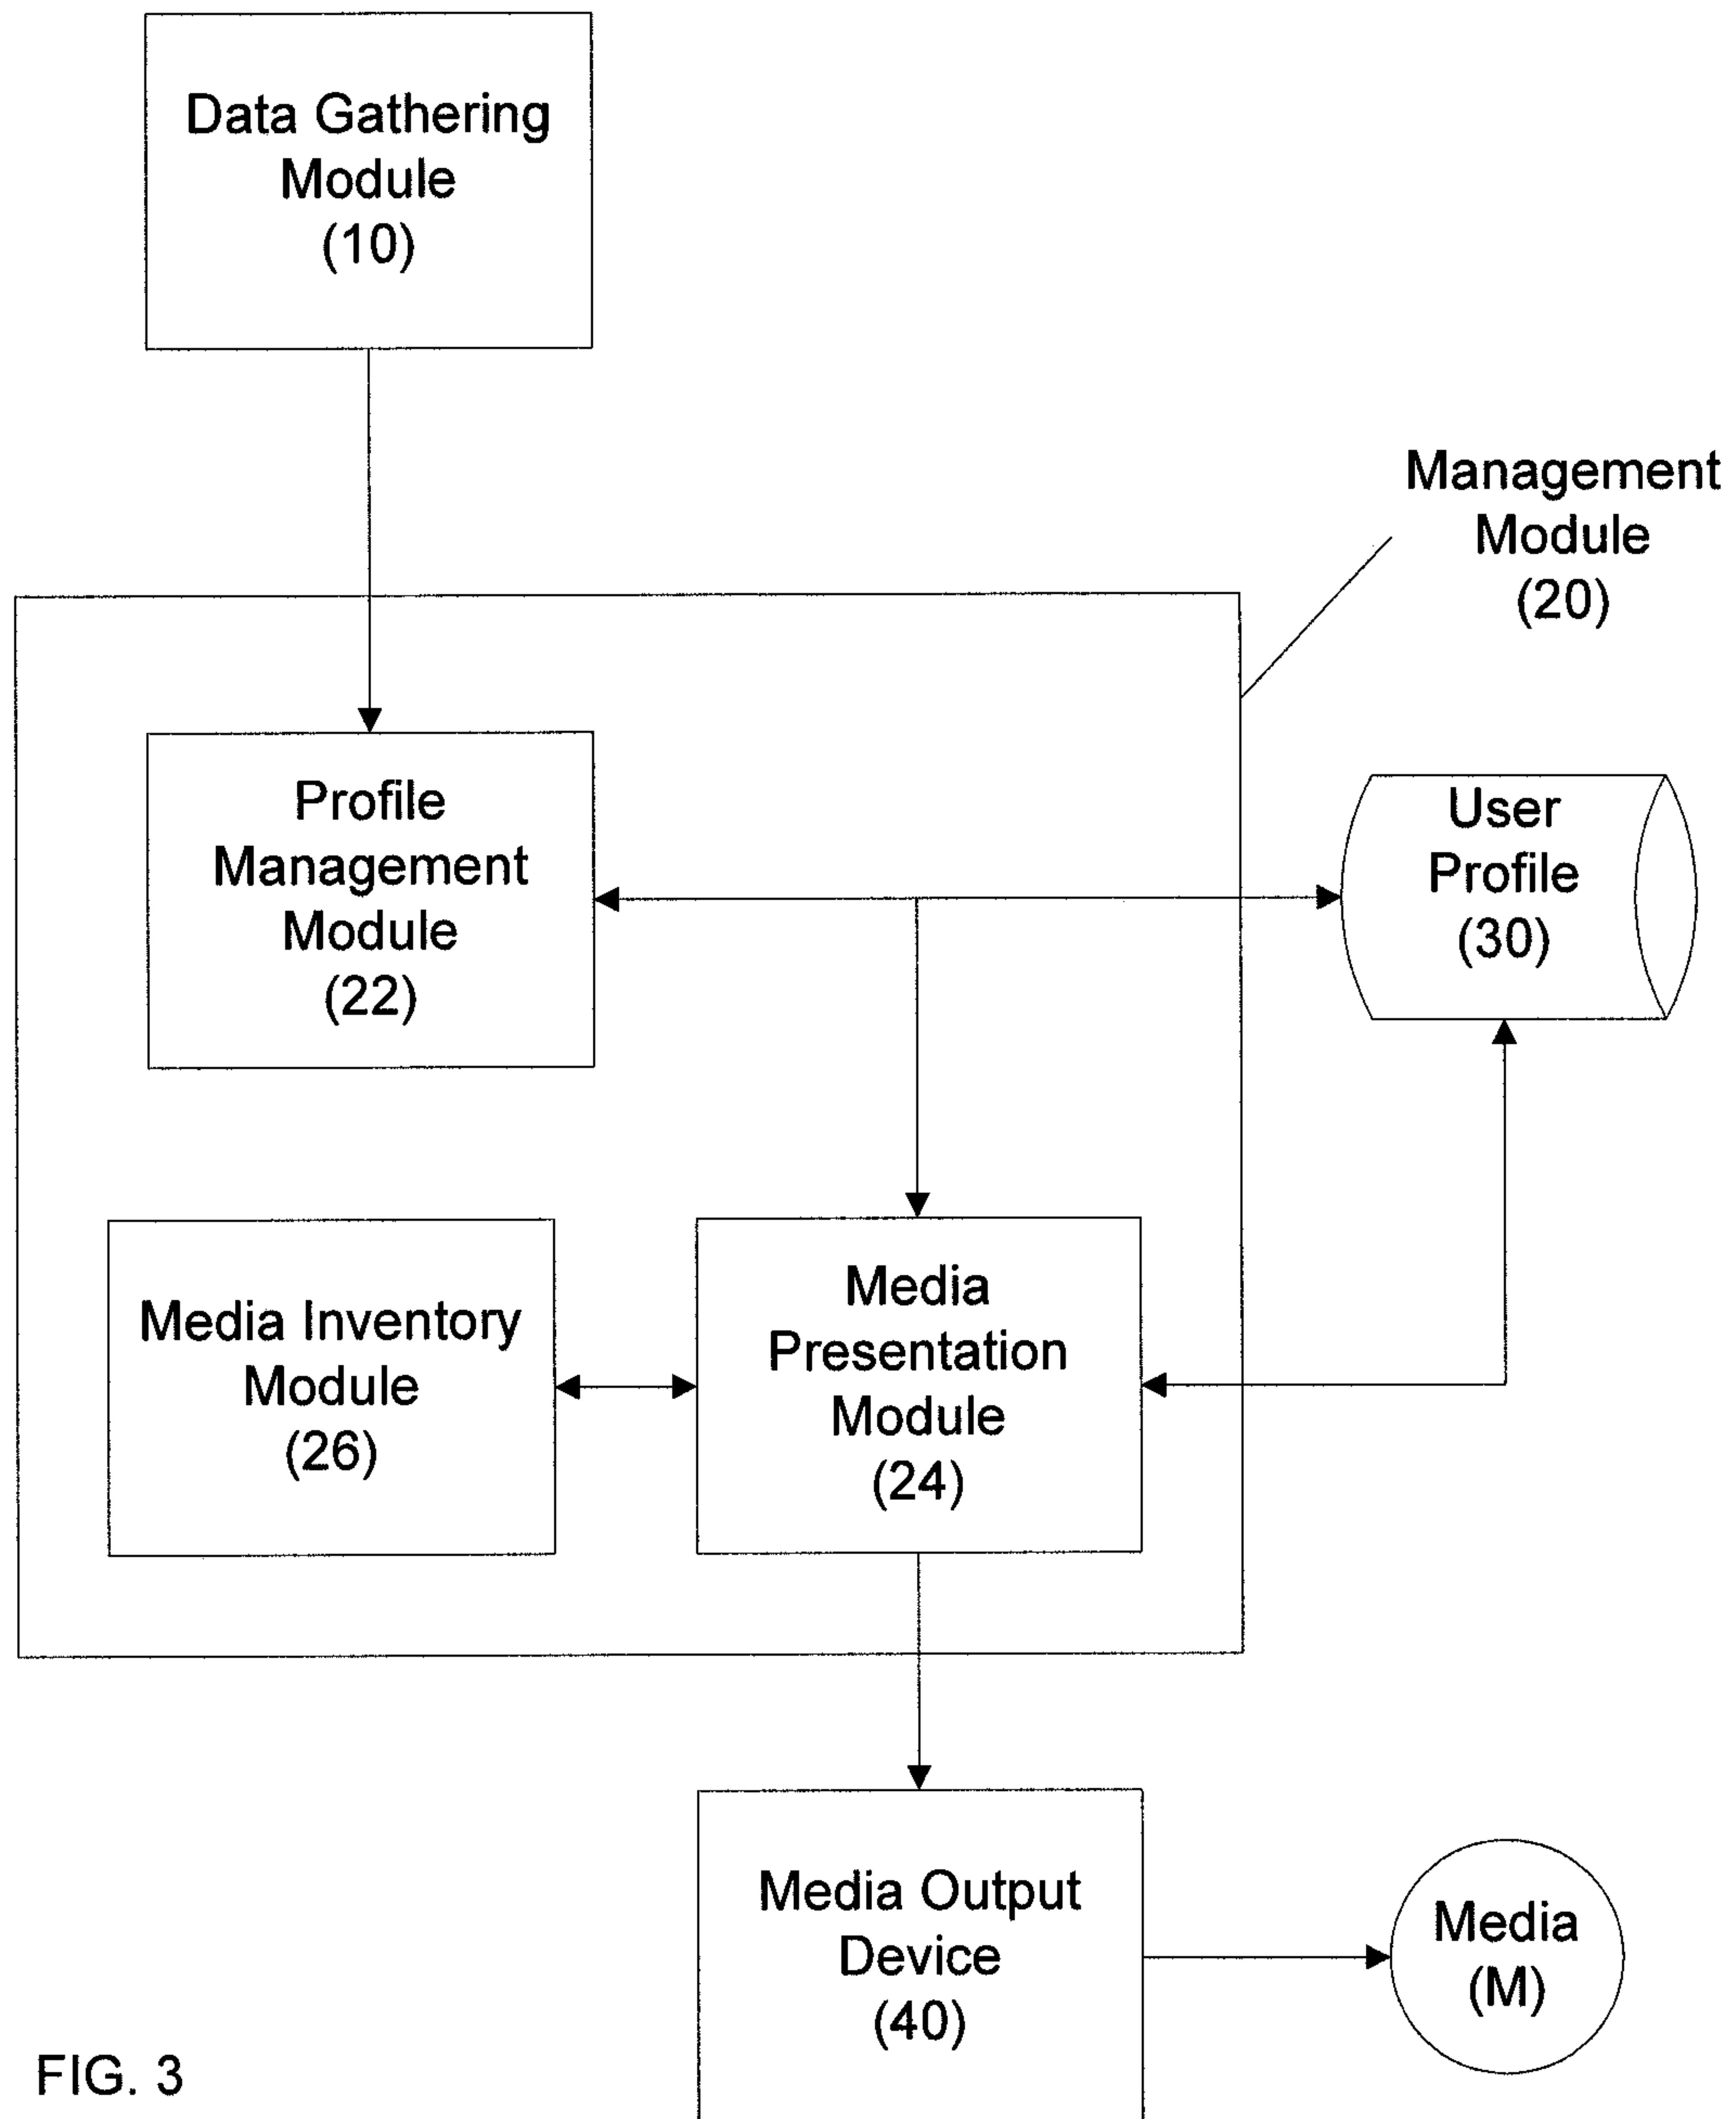 Data Gathering
Module
(10)
Management
Module
(20)
Profile
Management
Module
(22)
User
Profile
(30)
Media Inventory
Module
(26)
Media
Presentation
Module
(24)
Media Output
Device
(40)
Media
(M)
FIG. 3